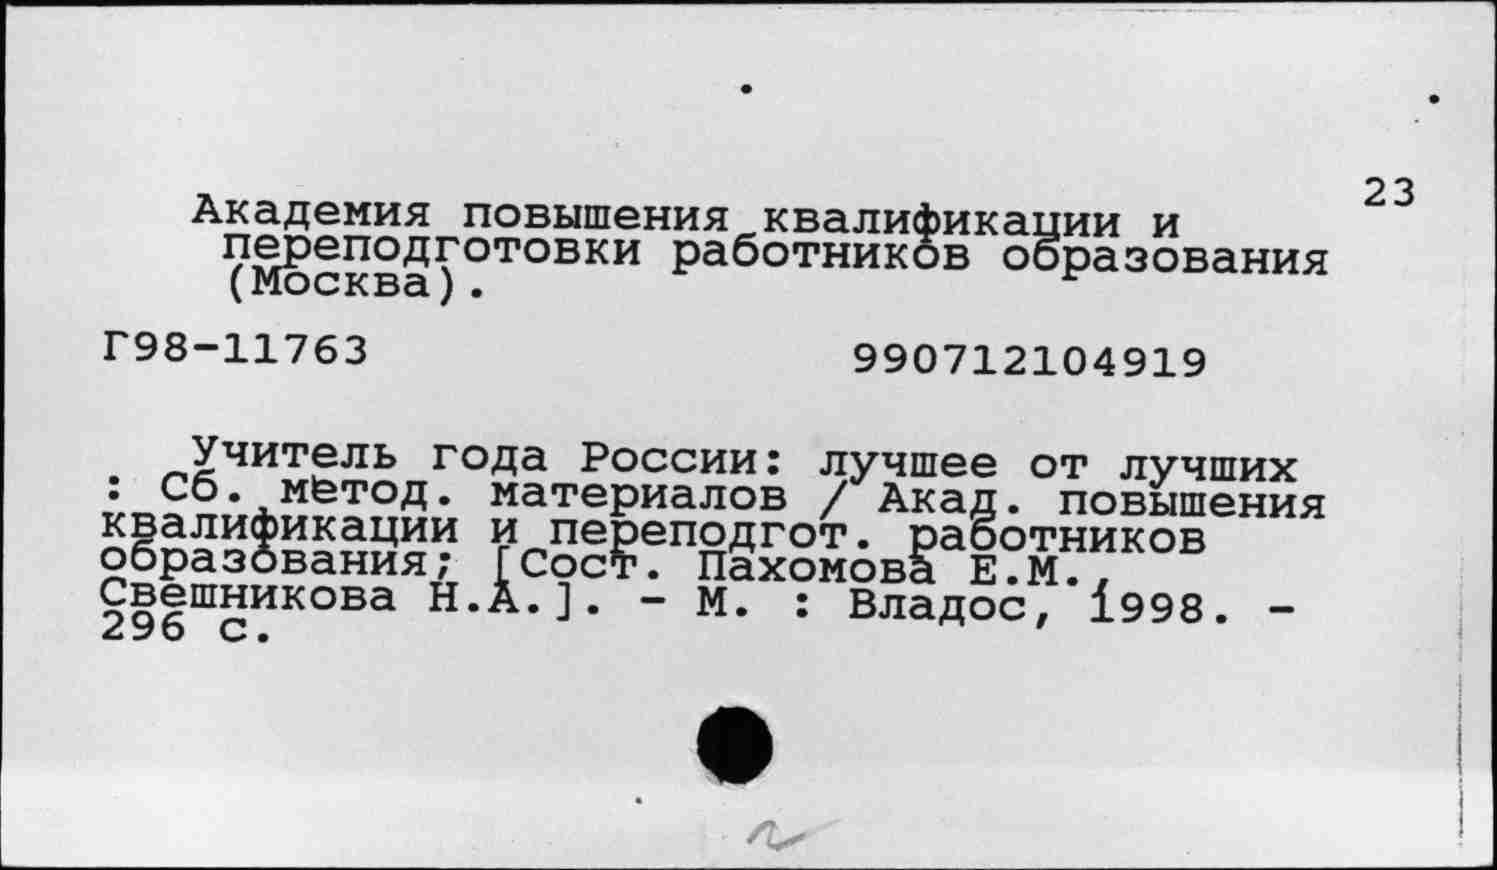 23
Академия повышения квалификации и
переподготовки работников образования
(Москва).
Г98-11763 990712104919
Учитель года России: лучшее от лучших
: Сб. метод. материалов / Акад. повышения
квалификации и переподгот. работников
образования; [Сост. Пахомова Е.М.,
Свешникова Н.А.]. - М. : Владос, 1998. -
296 с.